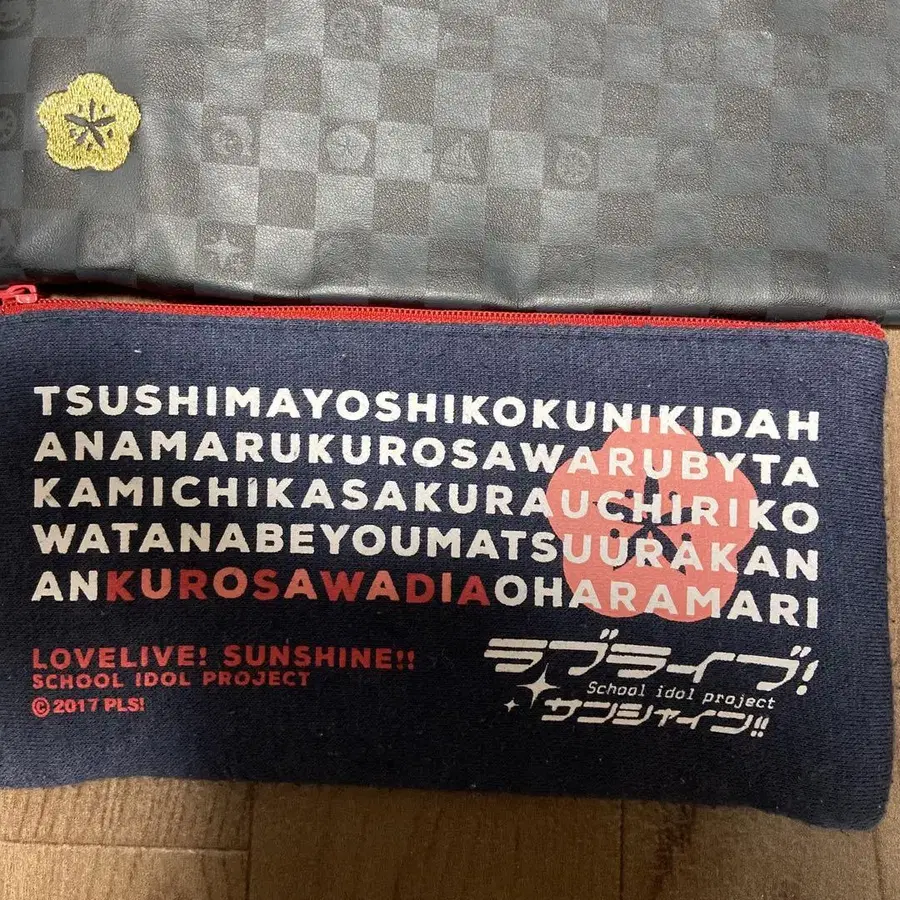 TSUSHIMAYOSHIKOKUNIKIDAH
ANAMARUKUROSAWARUBYTA
KAMICHIKASAKURAUCHIRIKO
WATANABEYOUMATSUURAKAN
ANKUROSAWADIAOHARAMARI
LOVELIVE! SUNSHINE!!
SCHOOL IDOL PROJECT
© 2017 PLS!
ラブライブ!
School idol project
サンシャイン!!